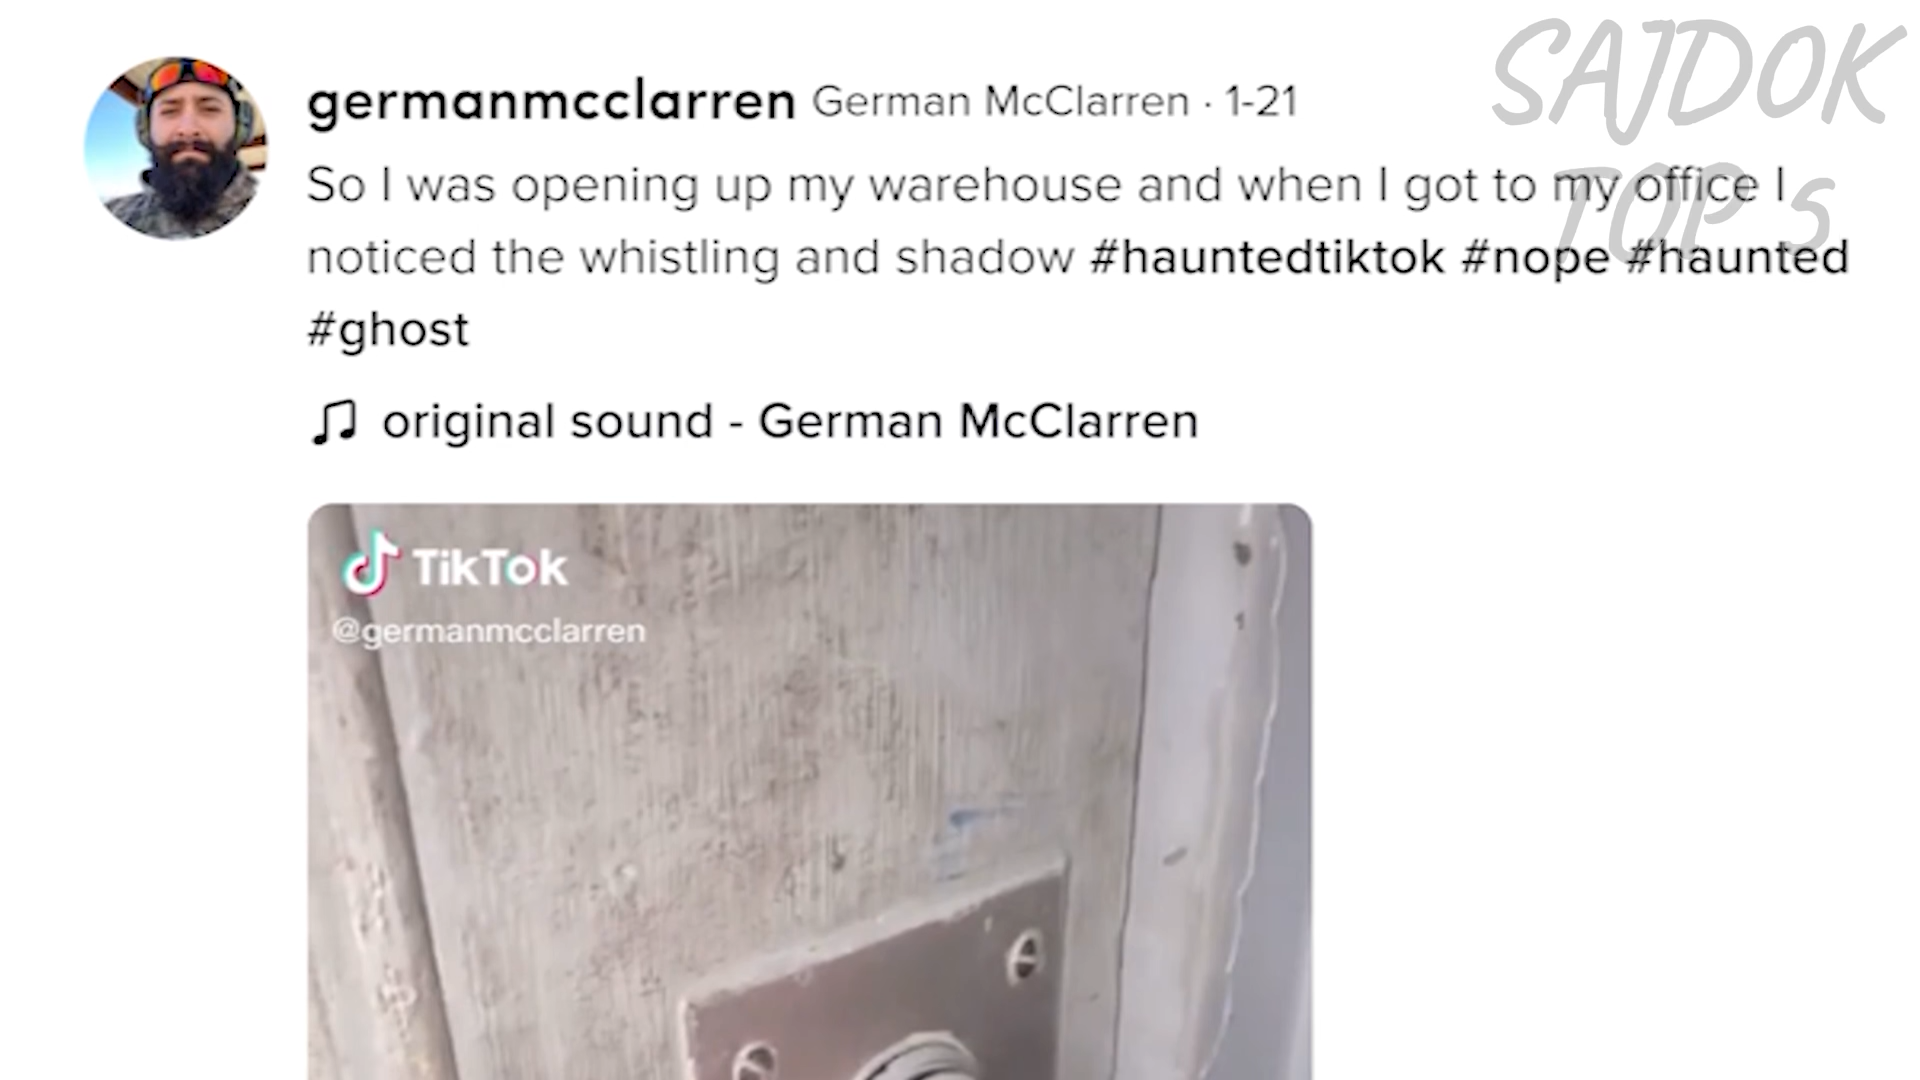 SAJDOK
TOP 5
germanmcclarren German McClarren · 1-21
So I was opening up my warehouse and when I got to my office I
noticed the whistling and shadow #hauntedtiktok #nope #haunted
#ghost
original sound - German McClarren
TikTok
@germanmcclarren